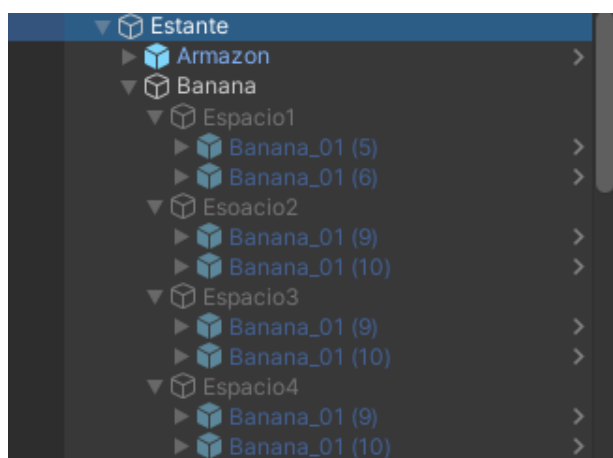 Estante
Armazon
Banana
Espacio1
Banana_01 (5)
Banana_01 (6)
Esoacio2
Banana_01 (9)
Banana_01 (10)
Espacio3
Banana_01 (9)
Banana_01 (10)
Espacio4
Banana_01 (9)
Banana_01 (10)